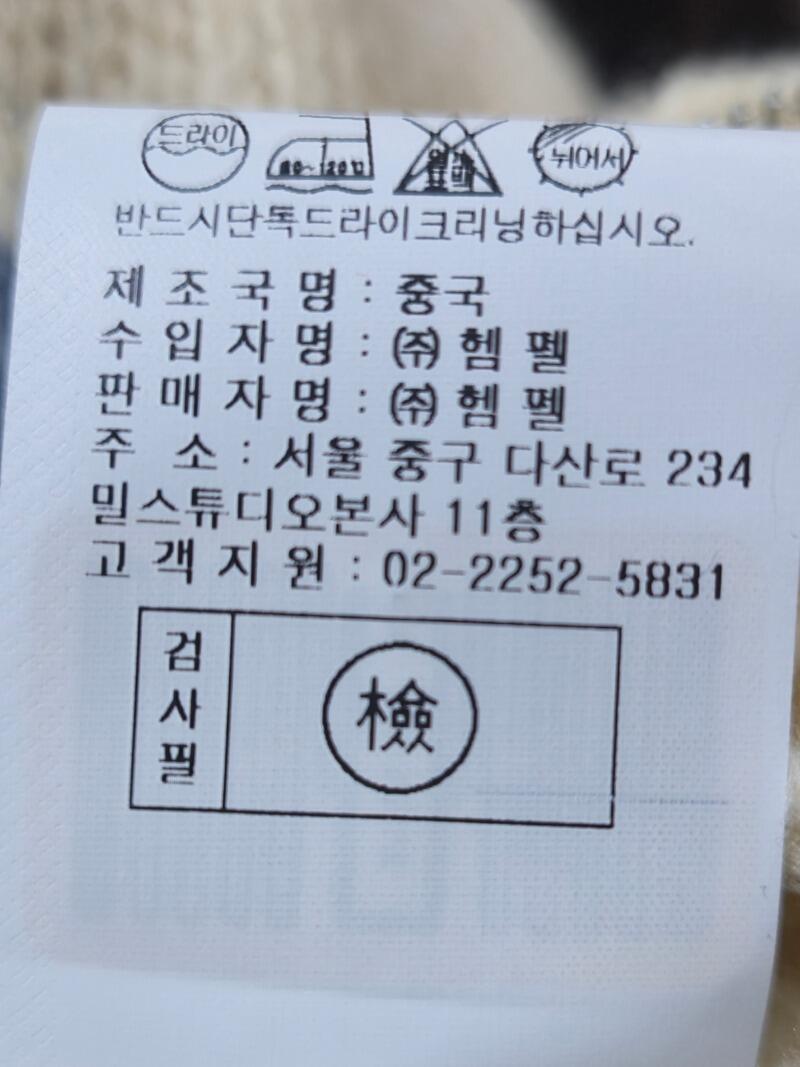 드라이
80~120℃
염소
표백
뉘어서
반드시단독드라이크리닝하십시오.
제 조 국 명 : 중국
수 입 자 명 : ㈜ 헴 펠
판 매 자 명 : ㈜ 헴 펠
주 소 : 서울 중구 다산로 234
밀스튜디오본사 11층
고 객 지 원 : 02-2252-5831
검사필
檢